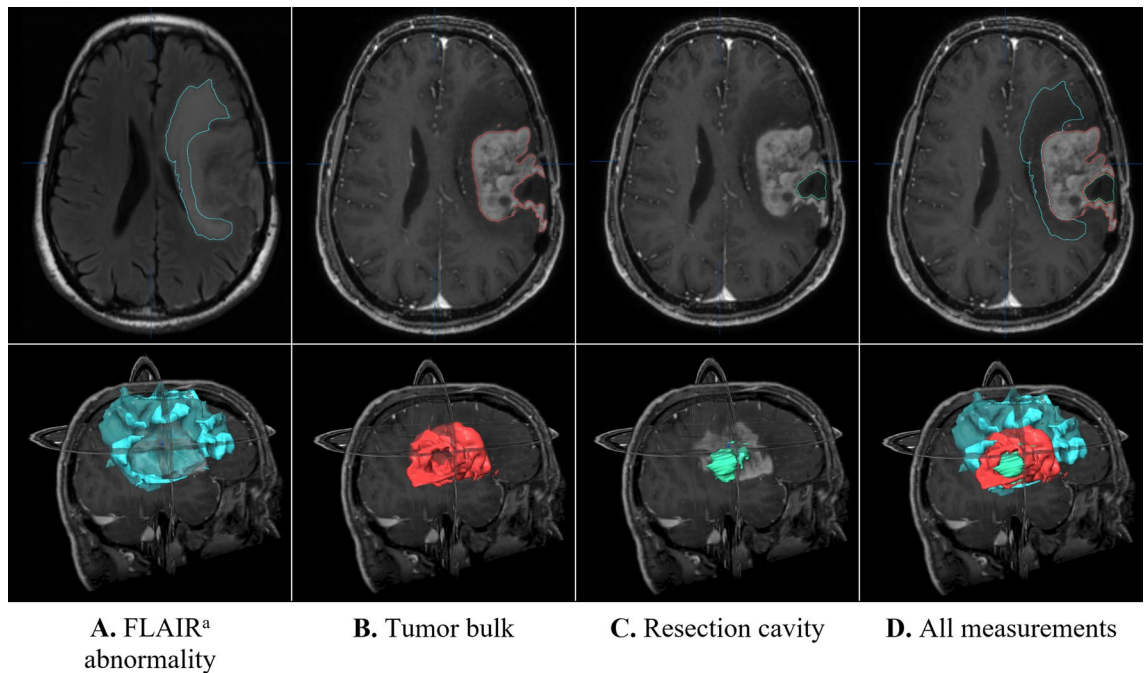 A. FLAIRᵃ
abnormality
B. Tumor bulk
C. Resection cavity
D. All measurements